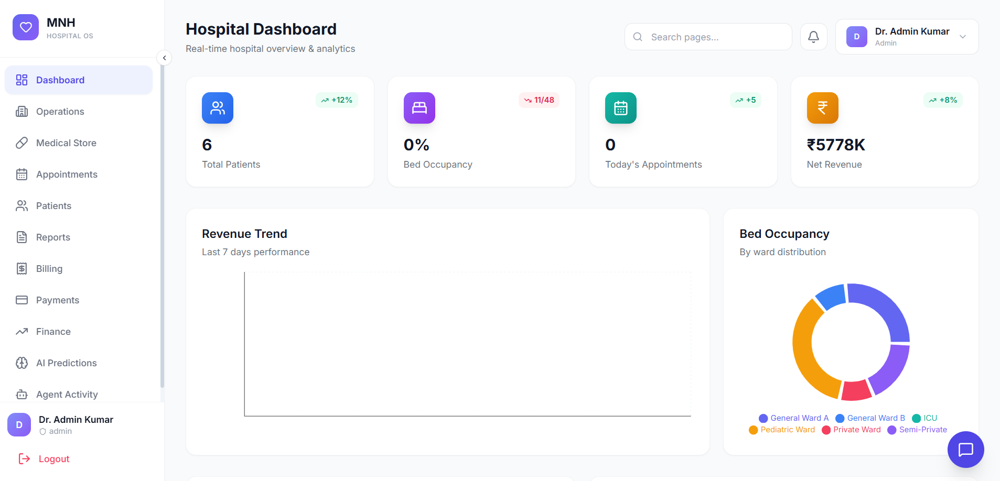 MNH
HOSPITAL OS
Dashboard
Operations
Medical Store
Appointments
Patients
Reports
Billing
Payments
Finance
AI Predictions
Agent Activity
D
Dr. Admin Kumar
admin
Logout
Hospital Dashboard
Real-time hospital overview & analytics
Search pages...
D
Dr. Admin Kumar
Admin
+12%
6
Total Patients
11/48
0%
Bed Occupancy
+5
0
Today's Appointments
+8%
₹5778K
Net Revenue
Revenue Trend
Last 7 days performance
Bed Occupancy
By ward distribution
General Ward A General Ward B ICU
Pediatric Ward Private Ward Semi-Private